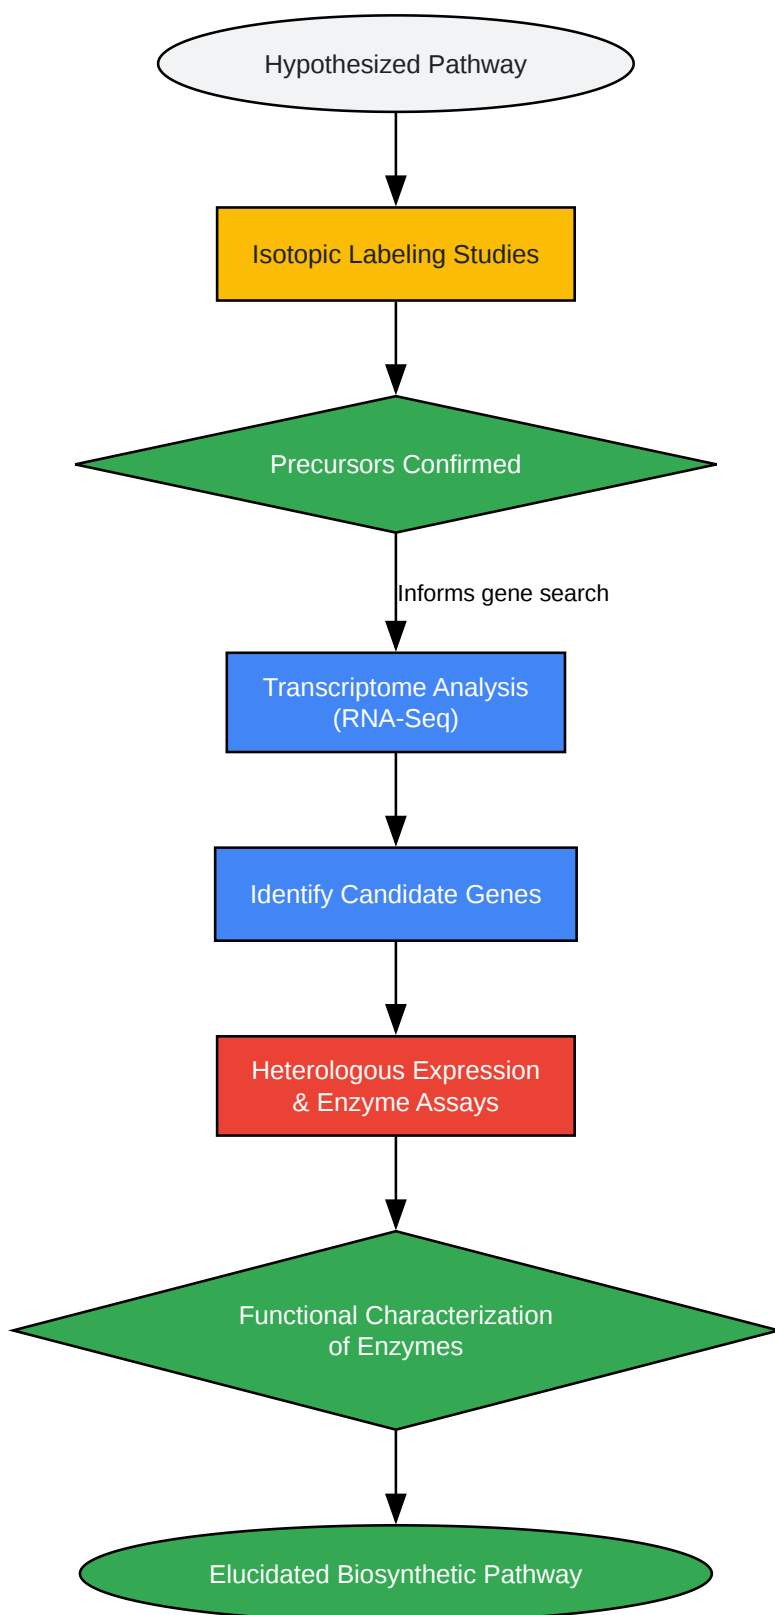 Hypothesized Pathway
Isotopic Labeling Studies
Precursors Confirmed
Informs gene search
Transcriptome Analysis
(RNA-Seq)
Identify Candidate Genes
Heterologous Expression
& Enzyme Assays
Functional Characterization
of Enzymes
Elucidated Biosynthetic Pathway